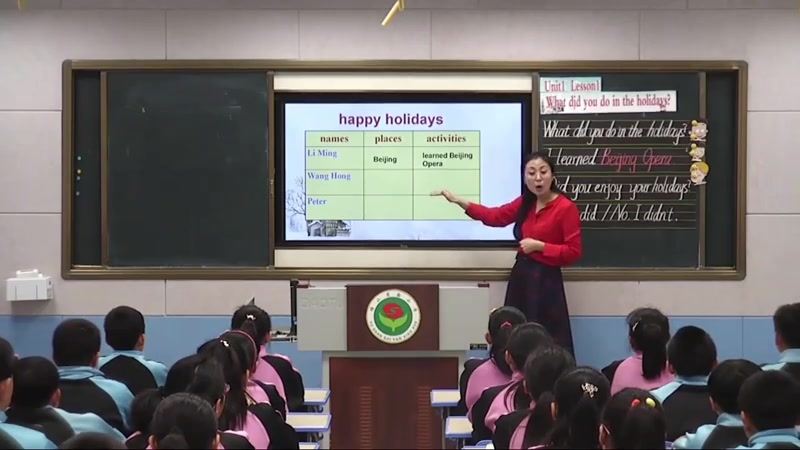 happy holidays
names places activities
Li Ming Beijing learned Beijing Opera
Wang Hong
Peter
Unit1 Lesson1
What did you do in the holidays?
What did you do in the holidays?
I learned Beijing Opera
you enjoy your holidays?
did / No. I didn't.